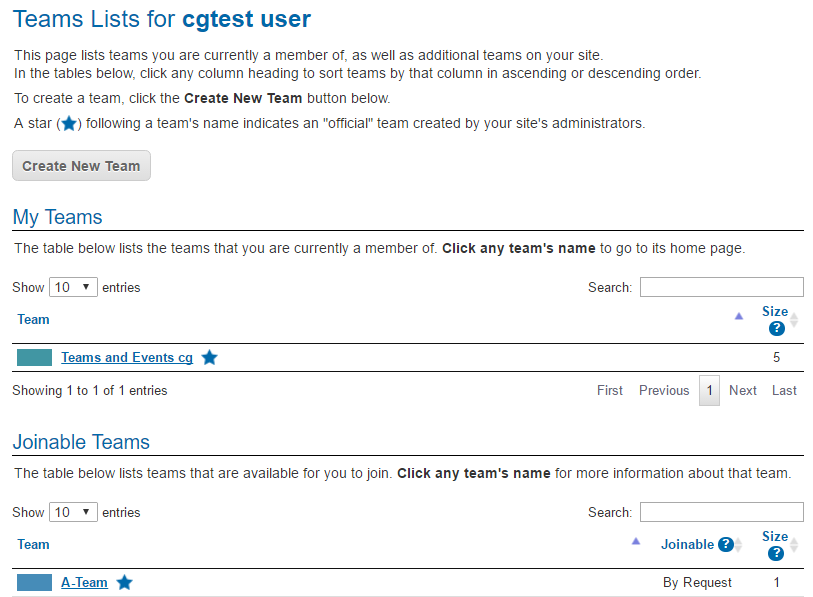 Teams Lists for cgtest user
This page lists teams you are currently a member of, as well as additional teams on your site.
In the tables below, click any column heading to sort teams by that column in ascending or descending order.
To create a team, click the Create New Team button below.
A star (★) following a team's name indicates an "official" team created by your site's administrators.
Create New Team
My Teams
The table below lists the teams that you are currently a member of. Click any team's name to go to its home page.
Show 10 ▼ entries Search:
Team Size ?
Teams and Events cg ★ 5
Showing 1 to 1 of 1 entries First Previous 1 Next Last
Joinable Teams
The table below lists teams that are available for you to join. Click any team's name for more information about that team.
Show 10 ▼ entries Search:
Team Joinable ? Size ?
A-Team ★ By Request 1